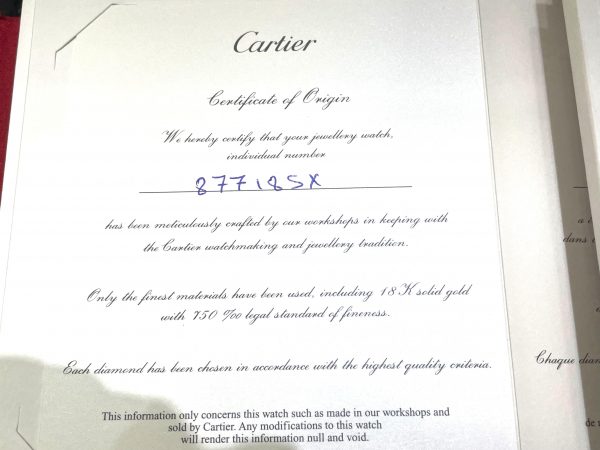 Cartier
Certificate of Origin
We hereby certify that your jewellery watch,
individual number
877185X
has been meticulously crafted by our workshops in keeping with
the Cartier watchmaking and jewellery tradition.
Only the finest materials have been used, including 18K solid gold
with 750 ‰ legal standard of fineness.
Each diamond has been chosen in accordance with the highest quality criteria.
This information only concerns this watch such as made in our workshops and
sold by Cartier. Any modifications to this watch
will render this information null and void.
dans
Chaque